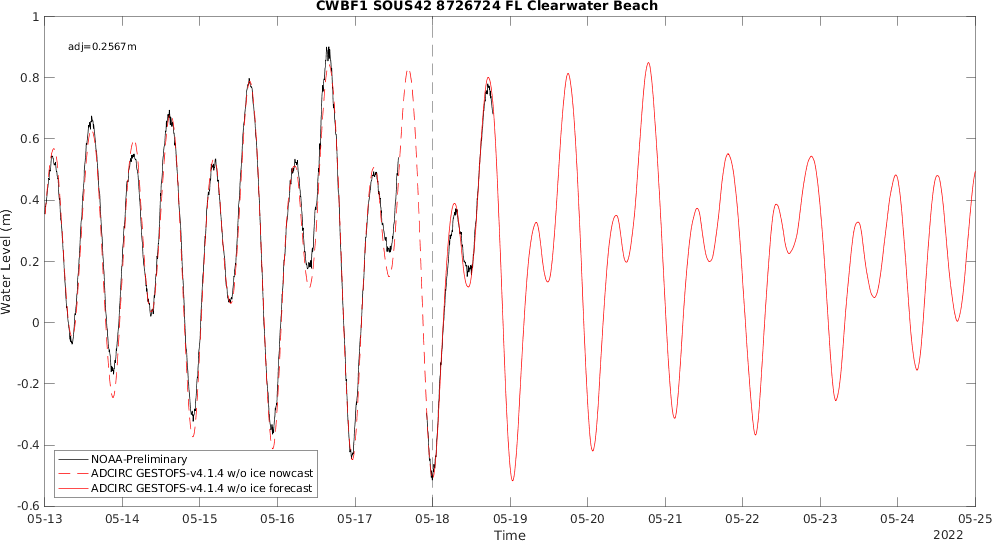 CWBF1 SOUS42 8726724 FL Clearwater Beach
adj=0.2567m
Water Level (m)
1
0.8
0.6
0.4
0.2
0
-0.2
-0.4
-0.6
NOAA-Preliminary
ADCIRC GESTOFS-v4.1.4 w/o ice nowcast
ADCIRC GESTOFS-v4.1.4 w/o ice forecast
05-13 05-14 05-15 05-16 05-17 05-18 05-19 05-20 05-21 05-22 05-23 05-24 05-25
Time
2022